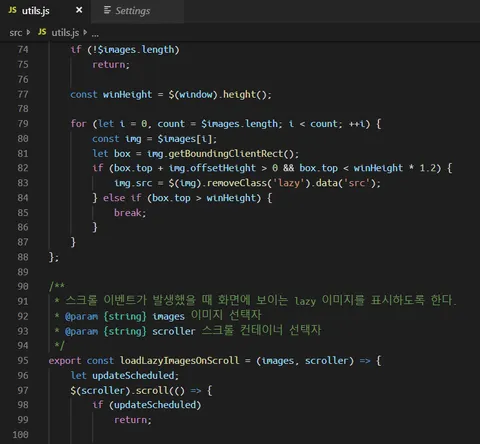 JS utils.js × Settings
src > JS utils.js > ...
74 if (!$images.length)
75 return;
76
77 const winHeight = $(window).height();
78
79 for (let i = 0, count = $images.length; i < count; ++i) {
80 const img = $images[i];
81 let box = img.getBoundingClientRect();
82 if (box.top + img.offsetHeight > 0 && box.top < winHeight * 1.2) {
83 img.src = $(img).removeClass('lazy').data('src');
84 } else if (box.top > winHeight) {
85 break;
86 }
87 }
88 };
89
90 /**
91 * 스크롤 이벤트가 발생했을 때 화면에 보이는 lazy 이미지를 표시하도록 한다.
92 * @param {string} images 이미지 선택자
93 * @param {string} scroller 스크롤 컨테이너 선택자
94 */
95 export const loadLazyImagesOnScroll = (images, scroller) => {
96 let updateScheduled;
97 $(scroller).scroll(() => {
98 if (updateScheduled)
99 return;
100